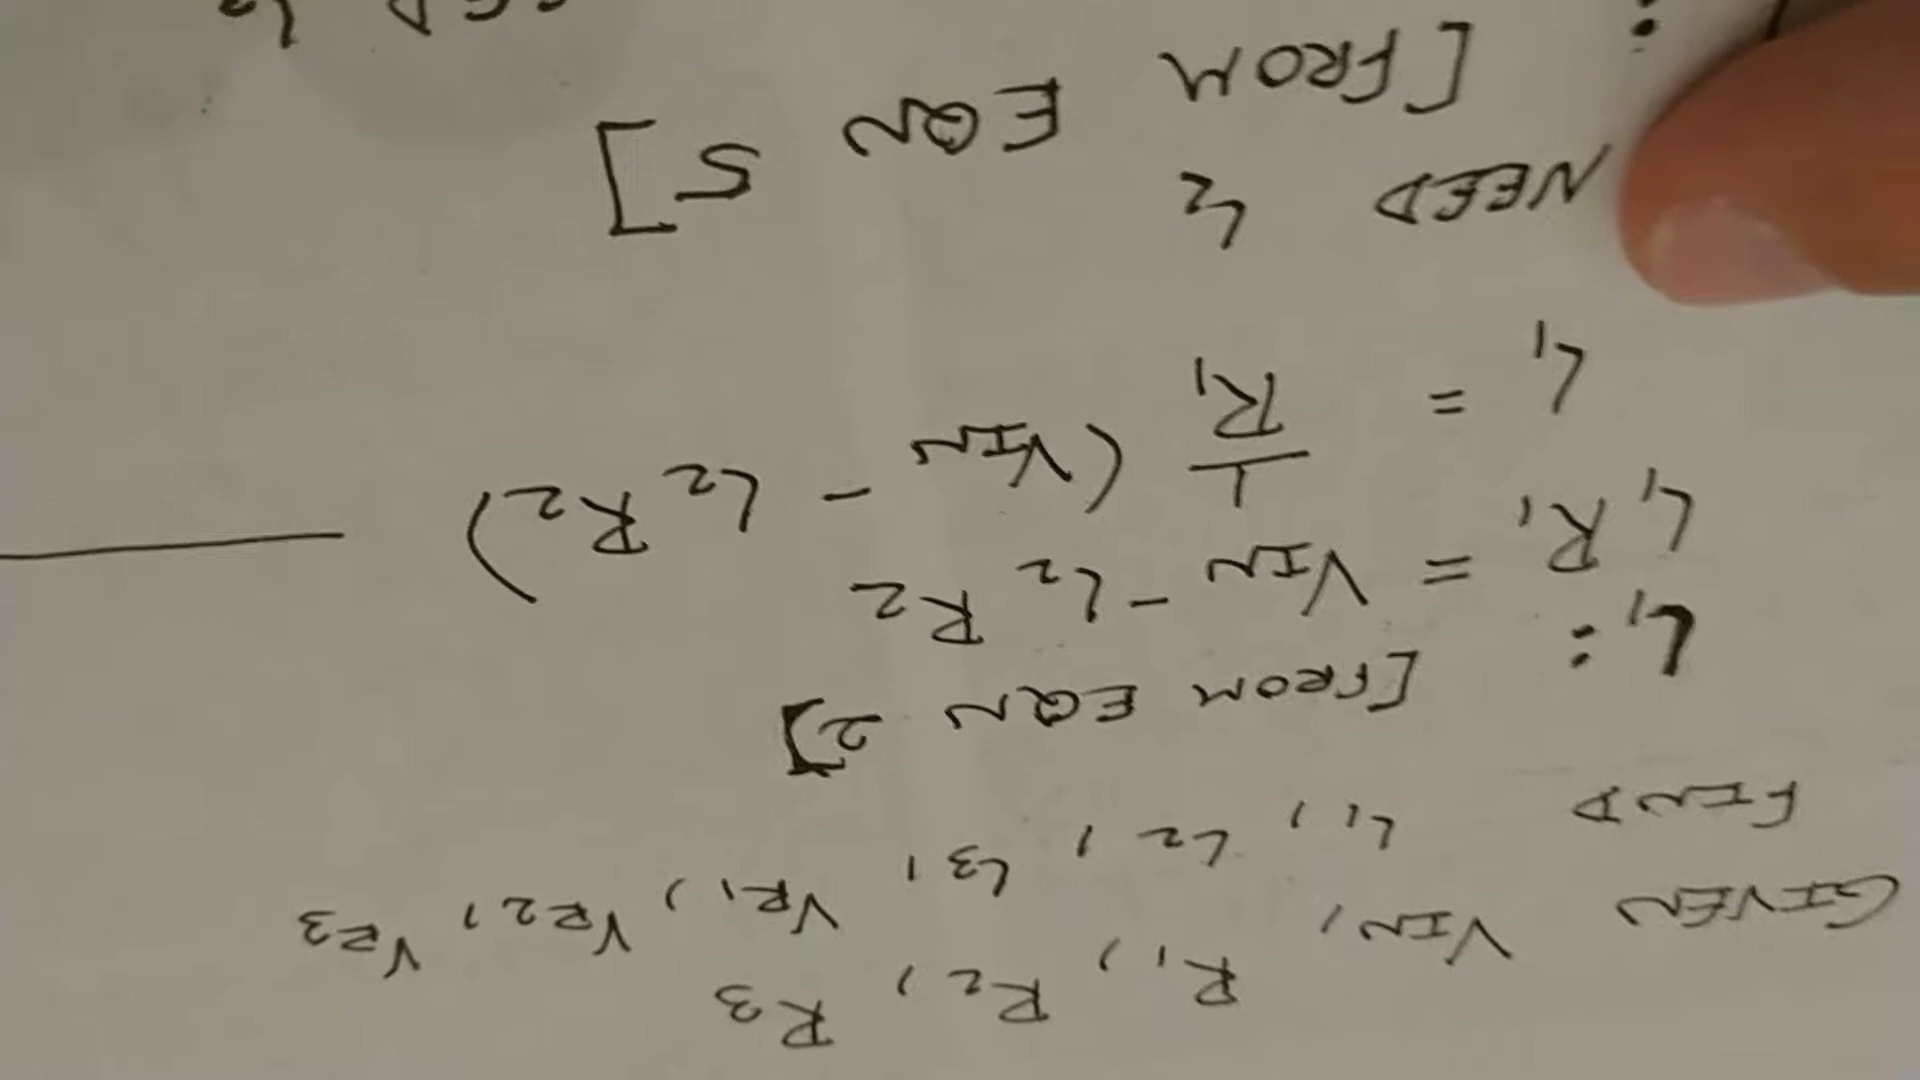 GIVEN VIN, R1, R2, R3
FIND i1, i2, i3, VR1, VR2, VR3
i1: [FROM EQN 2]
i1R1 = VIN - i2R2
i1 = 1/R1 (VIN - i2R2)
NEED i2 [FROM EQN 5]